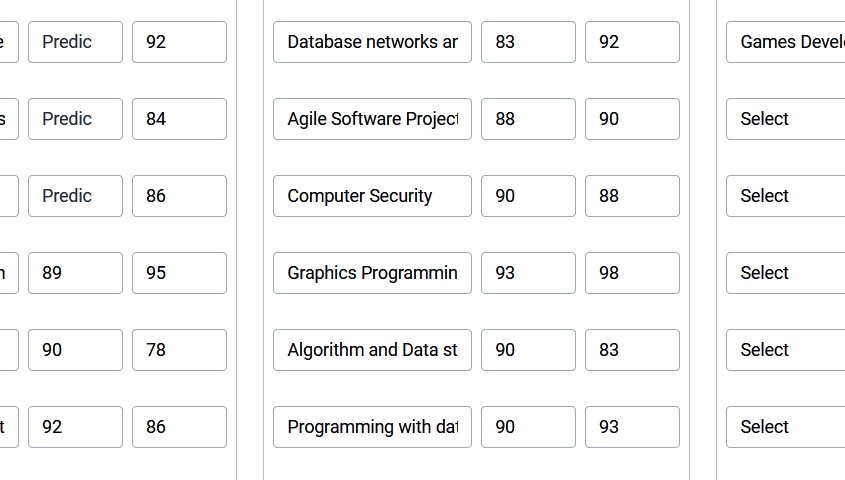 e Predic 92 Database networks ar 83 92 Games Devel
s Predic 84 Agile Software Project 88 90 Select
Predic 86 Computer Security 90 88 Select
n 89 95 Graphics Programmin 93 98 Select
90 78 Algorithm and Data st 90 83 Select
t 92 86 Programming with dat 90 93 Select